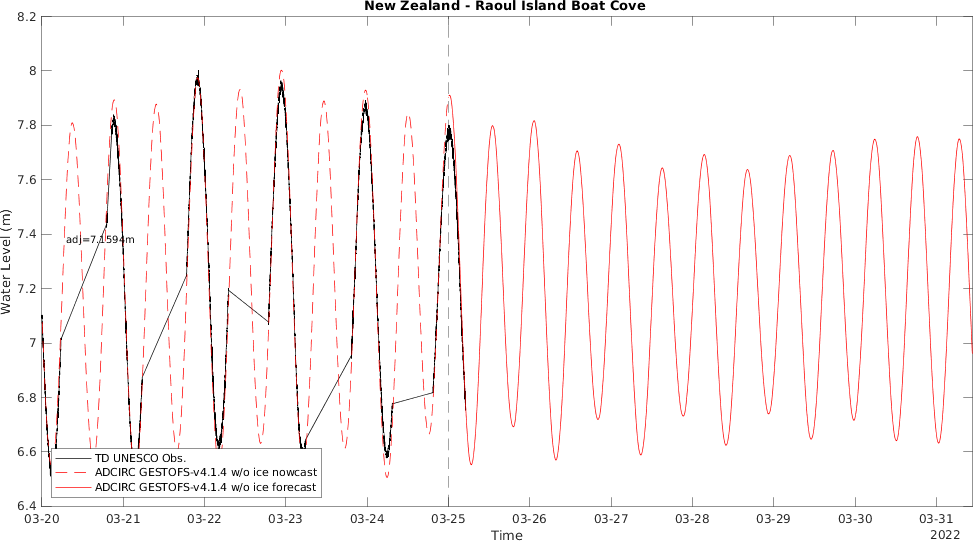 New Zealand - Raoul Island Boat Cove
8.2
8
7.8
7.6
7.4
7.2
7
6.8
6.6
6.4
Water Level (m)
adj=7.1594m
TD UNESCO Obs.
ADCIRC GESTOFS-v4.1.4 w/o ice nowcast
ADCIRC GESTOFS-v4.1.4 w/o ice forecast
03-20 03-21 03-22 03-23 03-24 03-25 03-26 03-27 03-28 03-29 03-30 03-31
Time
2022